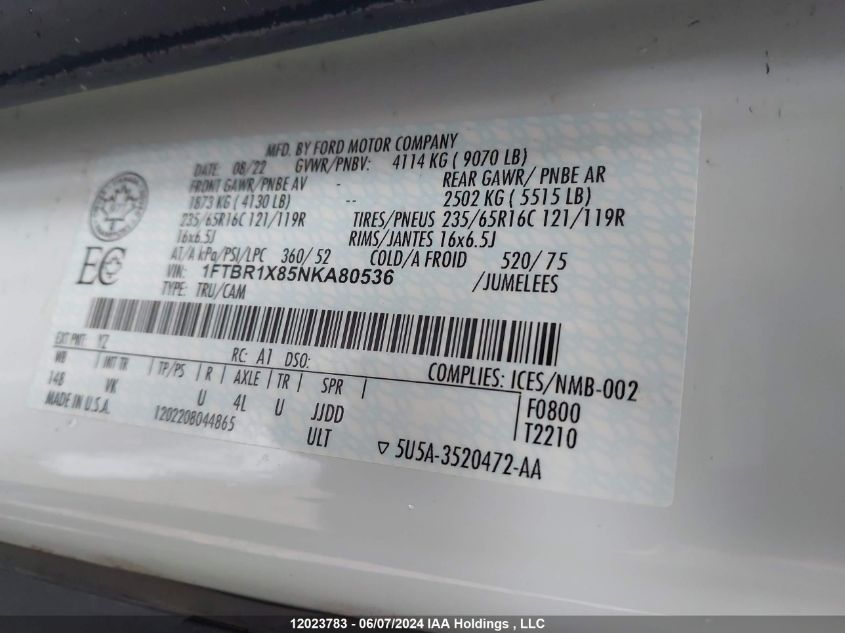 MFD. BY FORD MOTOR COMPANY
DATE: 08/22 GVWR/PNBV: 4114 KG ( 9070 LB)
FRONT GAWR/PNBE AV - REAR GAWR/ PNBE AR
1873 KG ( 4130 LB) -- 2502 KG ( 5515 LB)
235/65R16C 121/119R TIRES/PNEUS 235/65R16C 121/119R
16x6.5J RIMS/JANTES 16x6.5J
AT/A kPa/PSI/LPC 360/ 52 COLD/A FROID 520/ 75
VIN: 1FTBR1X85NKA80536 /JUMELEES
TYPE: TRU/CAM
EC
EXT PNT: YZ RC: A1 DSO: COMPLIES: ICES/NMB-002
WB INT TR TP/PS R AXLE TR SPR F0800
148 VK U 4L U JJDD T2210
MADE IN U.S.A. 1202208044865 ULT ▽ 5U5A-3520472-AA
12023783 - 06/07/2024 IAA Holdings , LLC